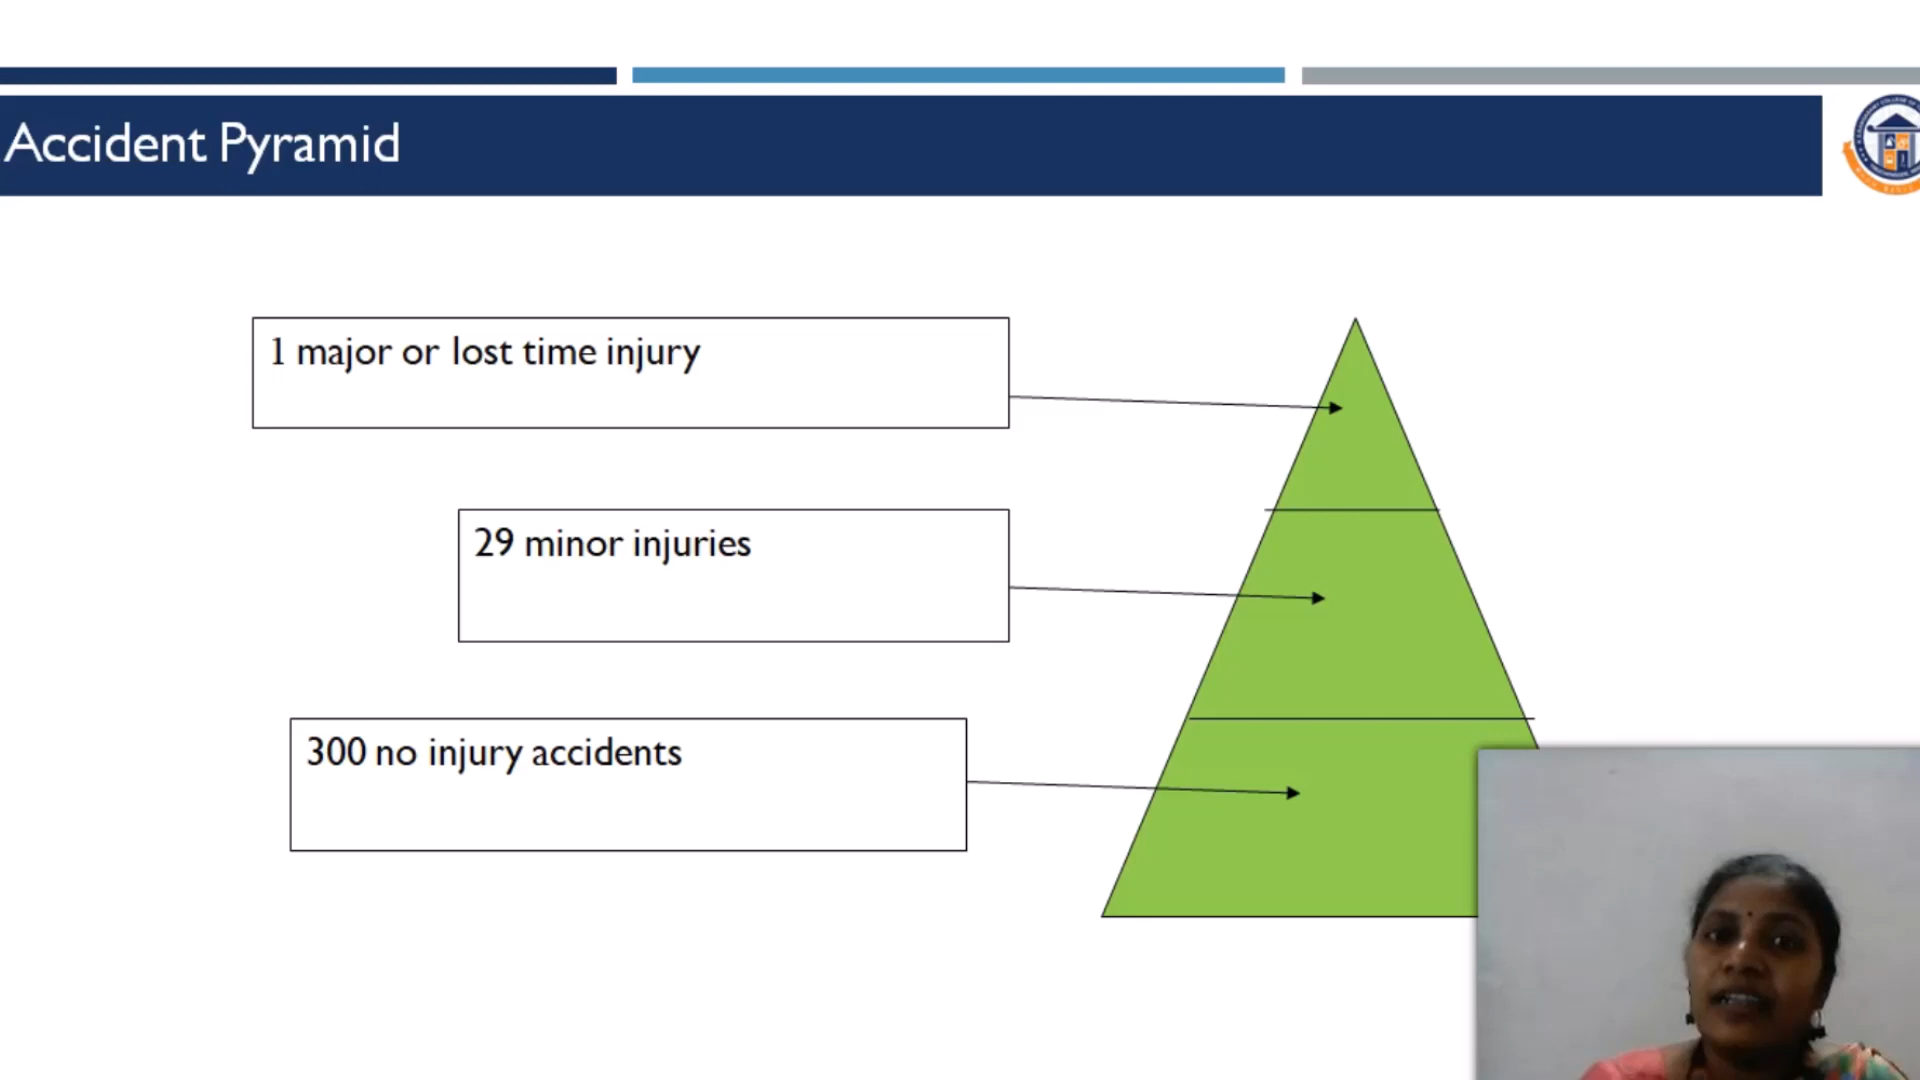 Accident Pyramid
1 major or lost time injury
29 minor injuries
300 no injury accidents